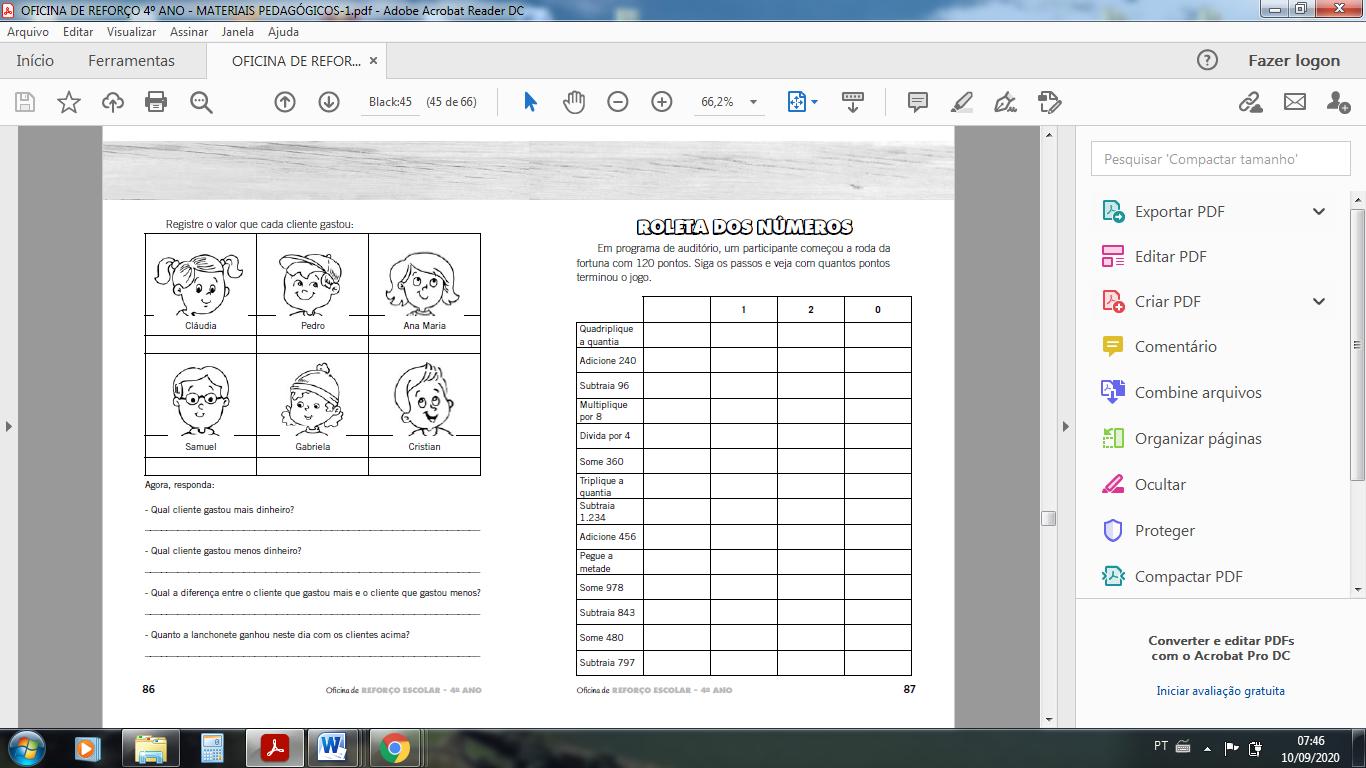 OFICINA DE REFORÇO 4º ANO - MATERIAIS PEDAGÓGICOS-1.pdf - Adobe Acrobat Reader DC
Arquivo Editar Visualizar Assinar Janela Ajuda
Início Ferramentas OFICINA DE REFOR... × Fazer logon
Black:45 (45 de 66) 66,2%
Registre o valor que cada cliente gastou:
Cláudia Pedro Ana Maria
Samuel Gabriela Cristian
Agora, responda:
- Qual cliente gastou mais dinheiro?
- Qual cliente gastou menos dinheiro?
- Qual a diferença entre o cliente que gastou mais e o cliente que gastou menos?
- Quanto a lanchonete ganhou neste dia com os clientes acima?
86 Oficina de REFORÇO ESCOLAR - 4º ANO
ROLETA DOS NÚMEROS
Em programa de auditório, um participante começou a roda da
fortuna com 120 pontos. Siga os passos e veja com quantos pontos
terminou o jogo.
1 2 0
Quadriplique
a quantia
Adicione 240
Subtraia 96
Multiplique
por 8
Divida por 4
Some 360
Triplique a
quantia
Subtraia
1.234
Adicione 456
Pegue a
metade
Some 978
Subtraia 843
Some 480
Subtraia 797
Oficina de REFORÇO ESCOLAR - 4º ANO 87
Pesquisar 'Compactar tamanho'
Exportar PDF
Editar PDF
Criar PDF
Comentário
Combine arquivos
Organizar páginas
Ocultar
Proteger
Compactar PDF
Converter e editar PDFs
com o Acrobat Pro DC
Iniciar avaliação gratuita
PT 07:46
10/09/2020